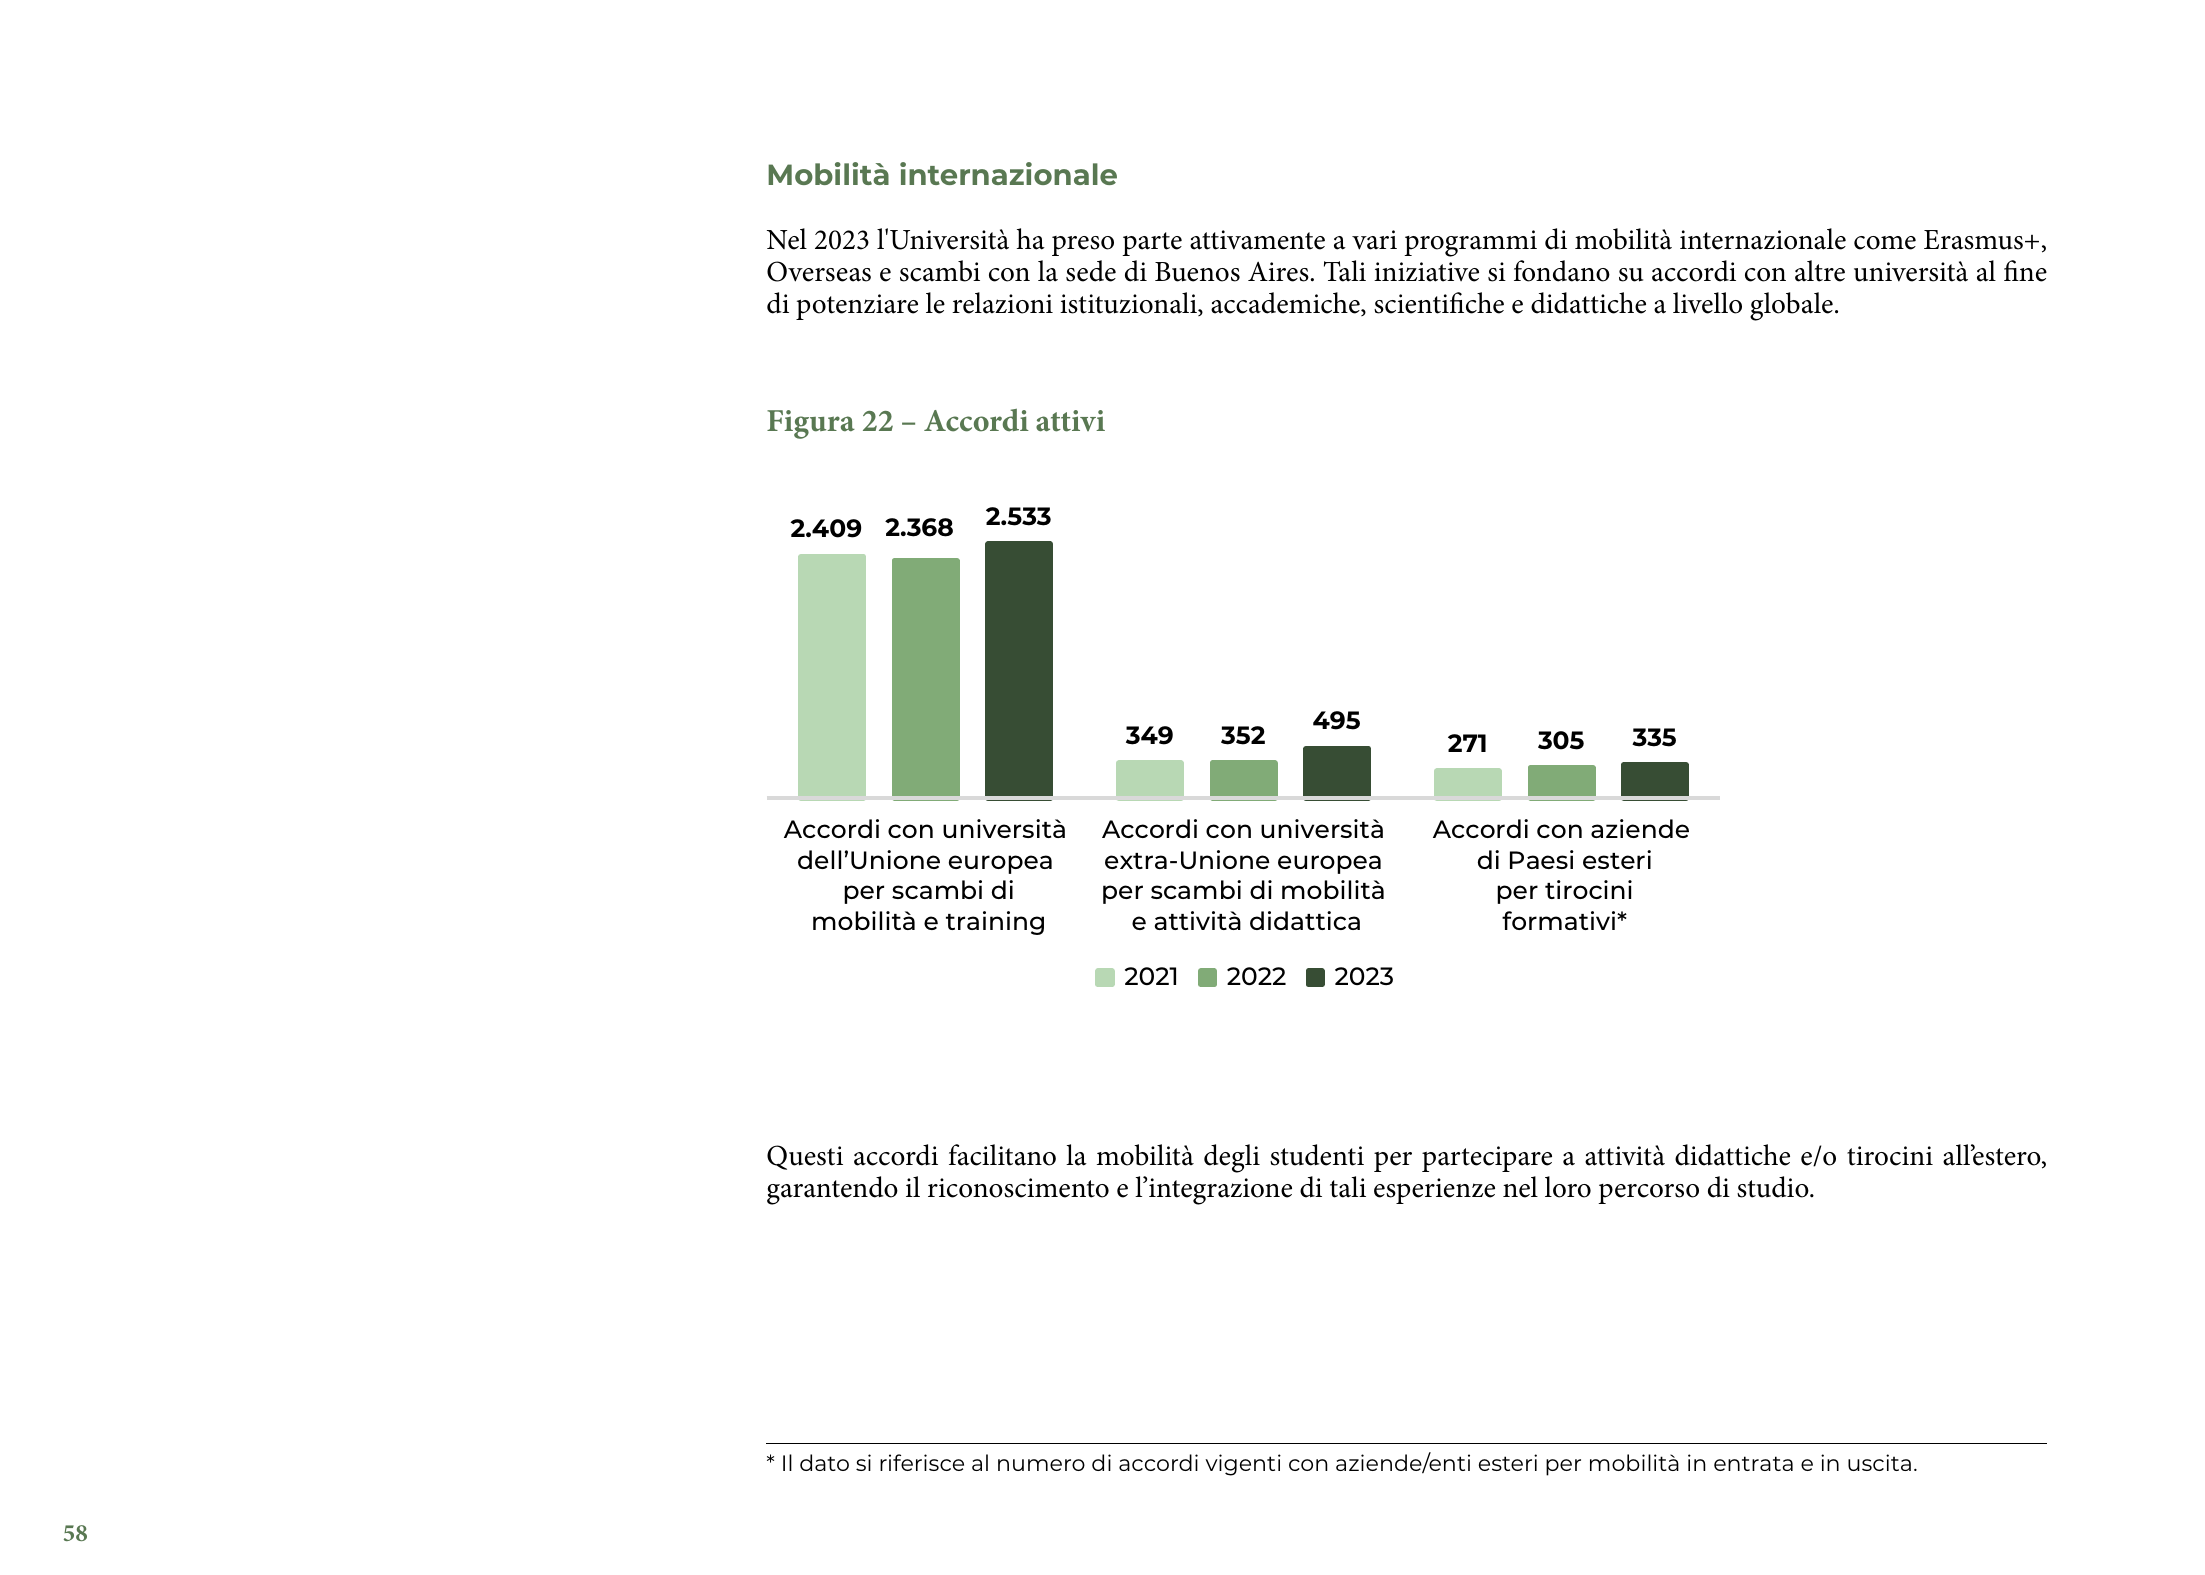 Mobilità internazionale
Nel 2023 l'Università ha preso parte attivamente a vari programmi di mobilità internazionale come Erasmus+,
Overseas e scambi con la sede di Buenos Aires. Tali iniziative si fondano su accordi con altre università al fine
di potenziare le relazioni istituzionali, accademiche, scientifiche e didattiche a livello globale.
Figura 22 – Accordi attivi
2.409 2.368 2.533
349 352 495
271 305 335
Accordi con università
dell’Unione europea
per scambi di
mobilità e training
Accordi con università
extra-Unione europea
per scambi di mobilità
e attività didattica
Accordi con aziende
di Paesi esteri
per tirocini
formativi*
2021 2022 2023
Questi accordi facilitano la mobilità degli studenti per partecipare a attività didattiche e/o tirocini all’estero,
garantendo il riconoscimento e l’integrazione di tali esperienze nel loro percorso di studio.
* Il dato si riferisce al numero di accordi vigenti con aziende/enti esteri per mobilità in entrata e in uscita.
58